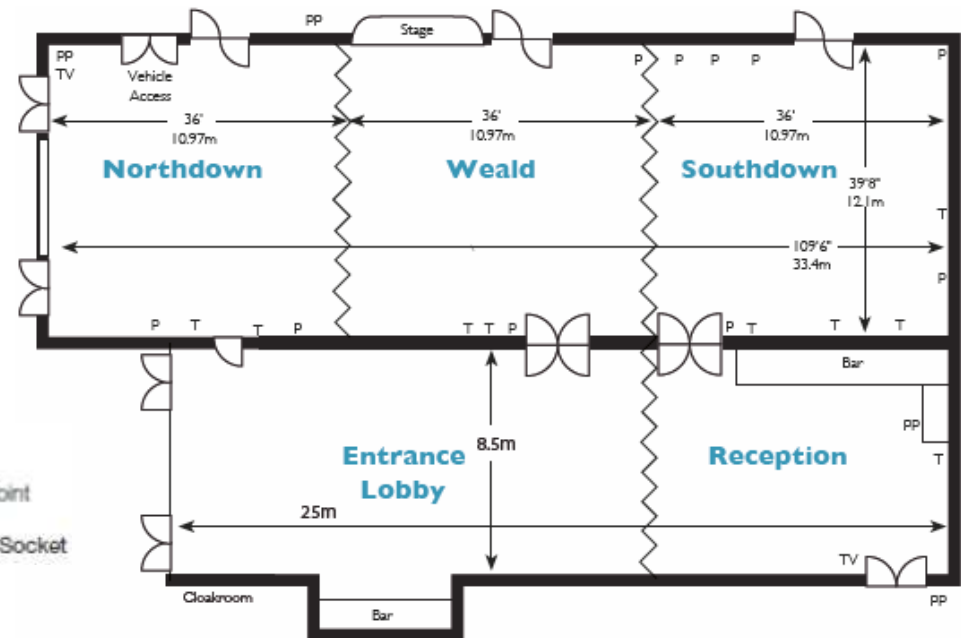 PP
Stage
PP
TV
Vehicle
Access
P
P
P
P
P
36'
10.97m
36'
10.97m
36'
10.97m
Northdown
Weald
Southdown
39'8"
12.1m
T
109'6"
33.4m
P
P
T
T
P
T
T
P
P
T
T
T
Bar
8.5m
PP
Entrance
Lobby
Reception
T
oint
25m
Socket
TV
Cloakroom
PP
Bar